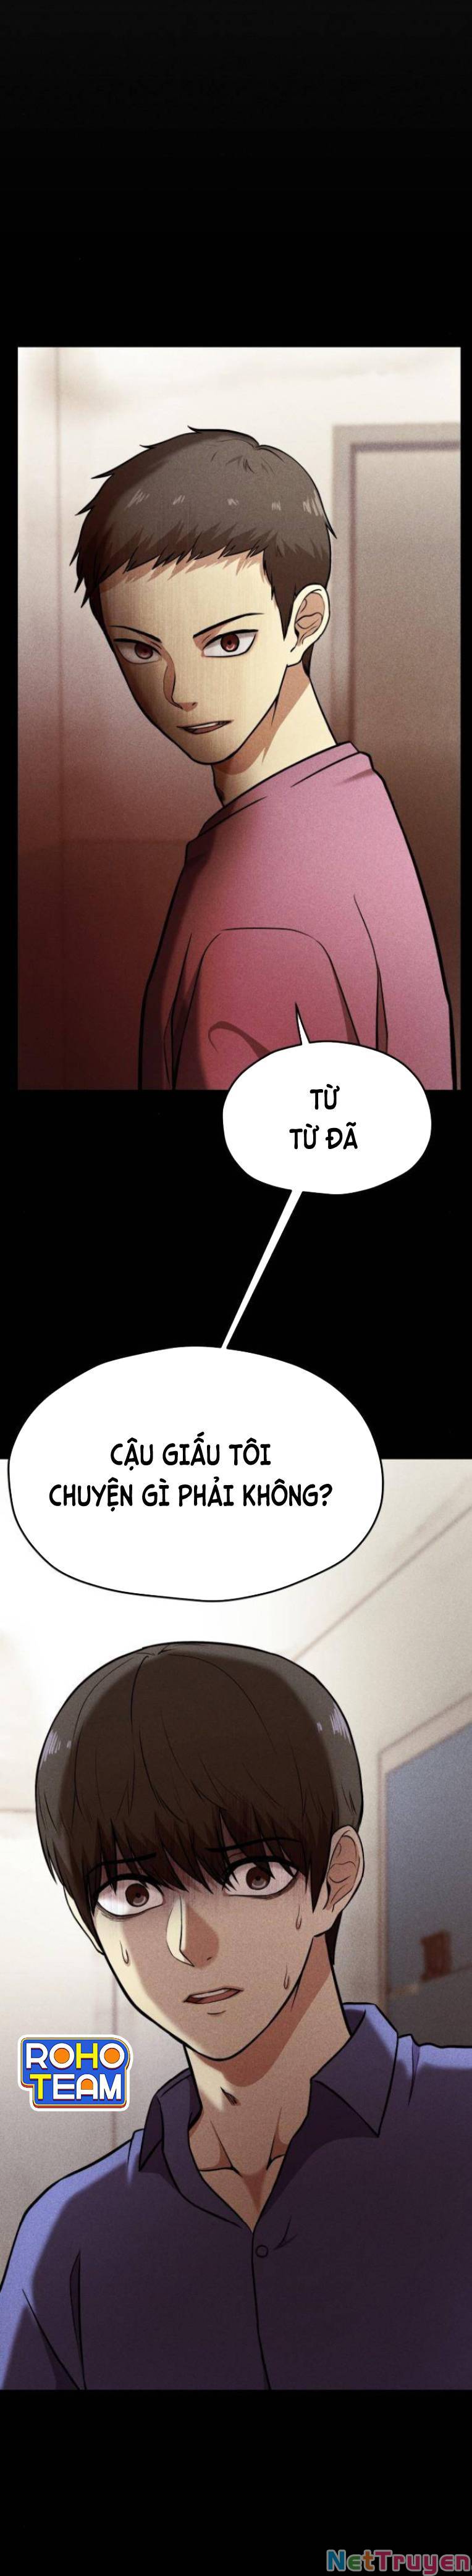 TỪ
TỪ ĐÃ
CẬU GIẤU TÔI
CHUYỆN GÌ PHẢI KHÔNG?
ROHO
TEAM
NetTruyen